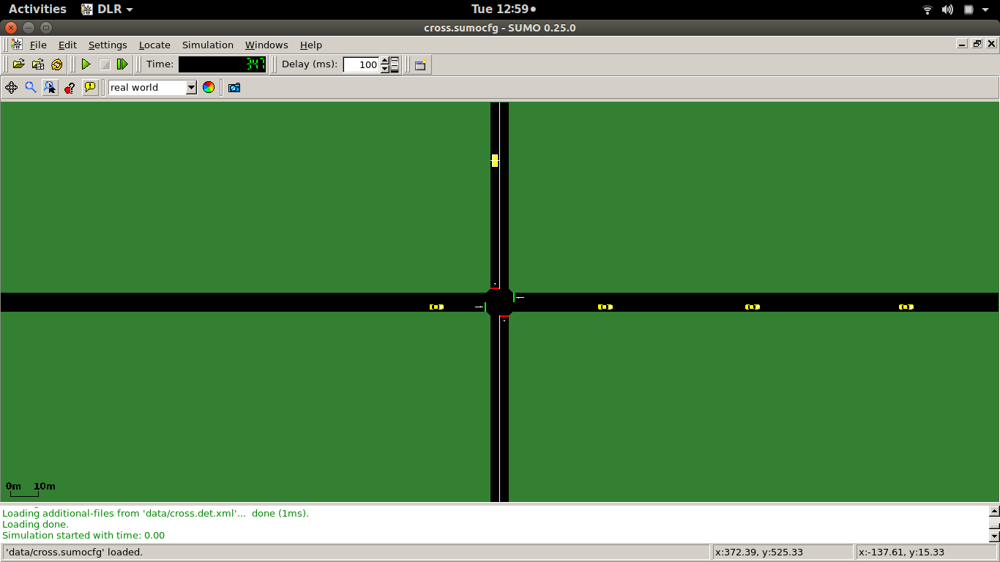 Activities DLR Tue 12:59
cross.sumocfg - SUMO 0.25.0
File Edit Settings Locate Simulation Windows Help
Time: 347 Delay (ms): 100
real world
0m 10m
Loading additional-files from 'data/cross.det.xml'... done (1ms).
Loading done.
Simulation started with time: 0.00
'data/cross.sumocfg' loaded. x:372.39, y:525.33 x:-137.61, y:15.33